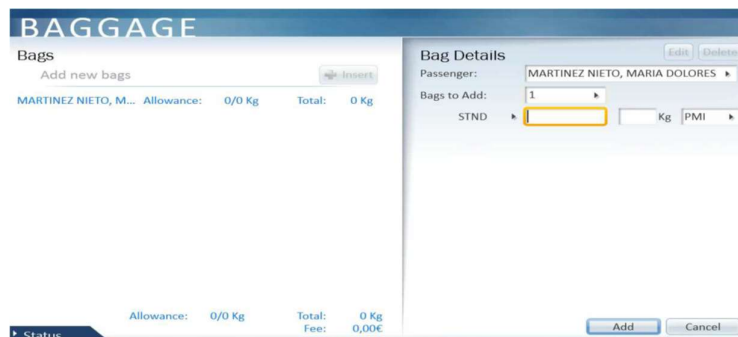 BAGGAGE
Bags
Add new bags
Insert
MARTINEZ NIETO, M... Allowance: 0/0 Kg Total: 0 Kg
Allowance: 0/0 Kg Total: 0 Kg
Fee: 0,00€
Status
Edit Delete
Bag Details
Passenger: MARTINEZ NIETO, MARIA DOLORES
Bags to Add: 1
STND Kg PMI
Add Cancel